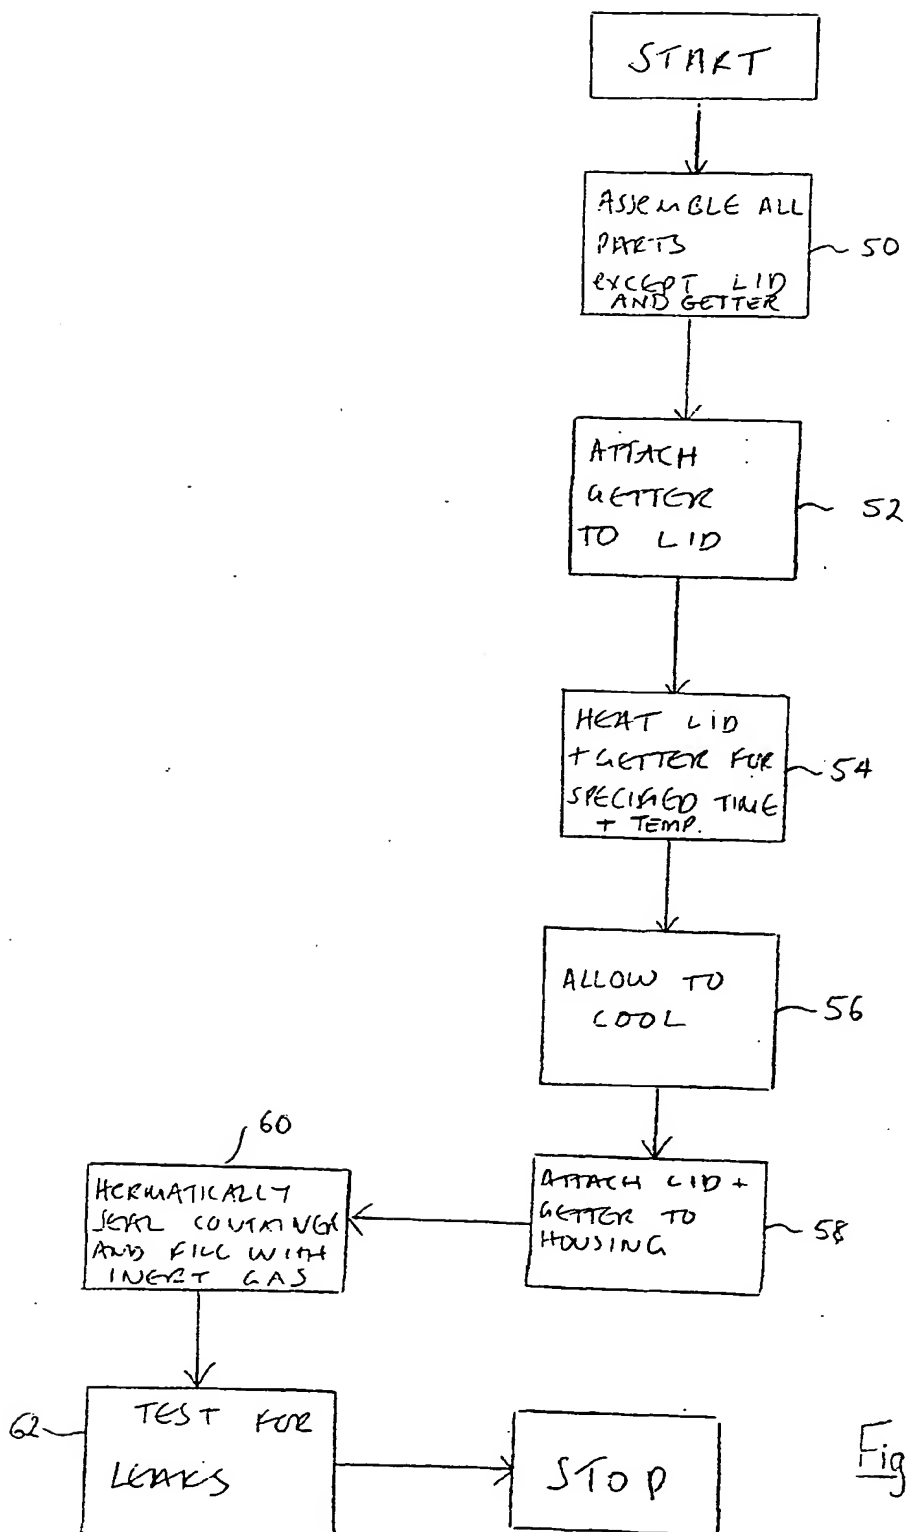 START
ASSEMBLE ALL
PARTS
EXCEPT LID
AND GETTER
50
ATTACH
GETTER
TO LID
52
HEAT LID
+ GETTER FOR
SPECIFIED TIME
+ TEMP.
54
ALLOW TO
COOL
56
ATTACH LID +
GETTER TO
HOUSING
58
60
HERMATICALLY
SEAL CONTAINER
AND FILL WITH
INERT GAS
62
TEST FOR
LEAKS
STOP
Fig